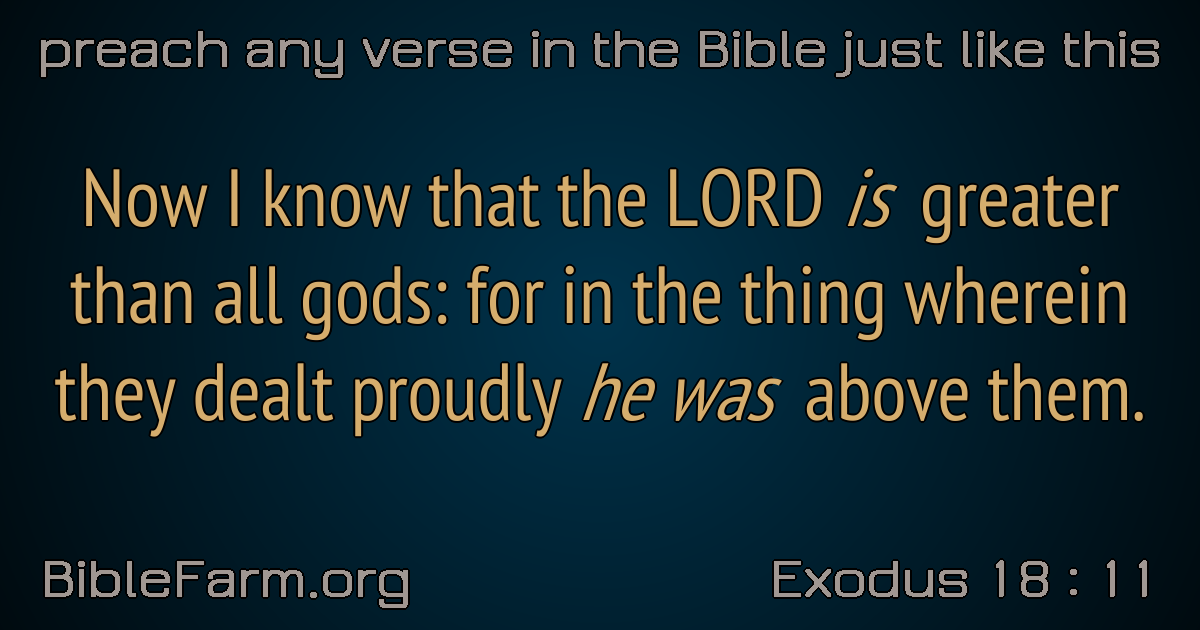 preach any verse in the Bible just like this
Now I know that the LORD is greater
than all gods: for in the thing wherein
they dealt proudly he was above them.
BibleFarm.org
Exodus 18 : 11